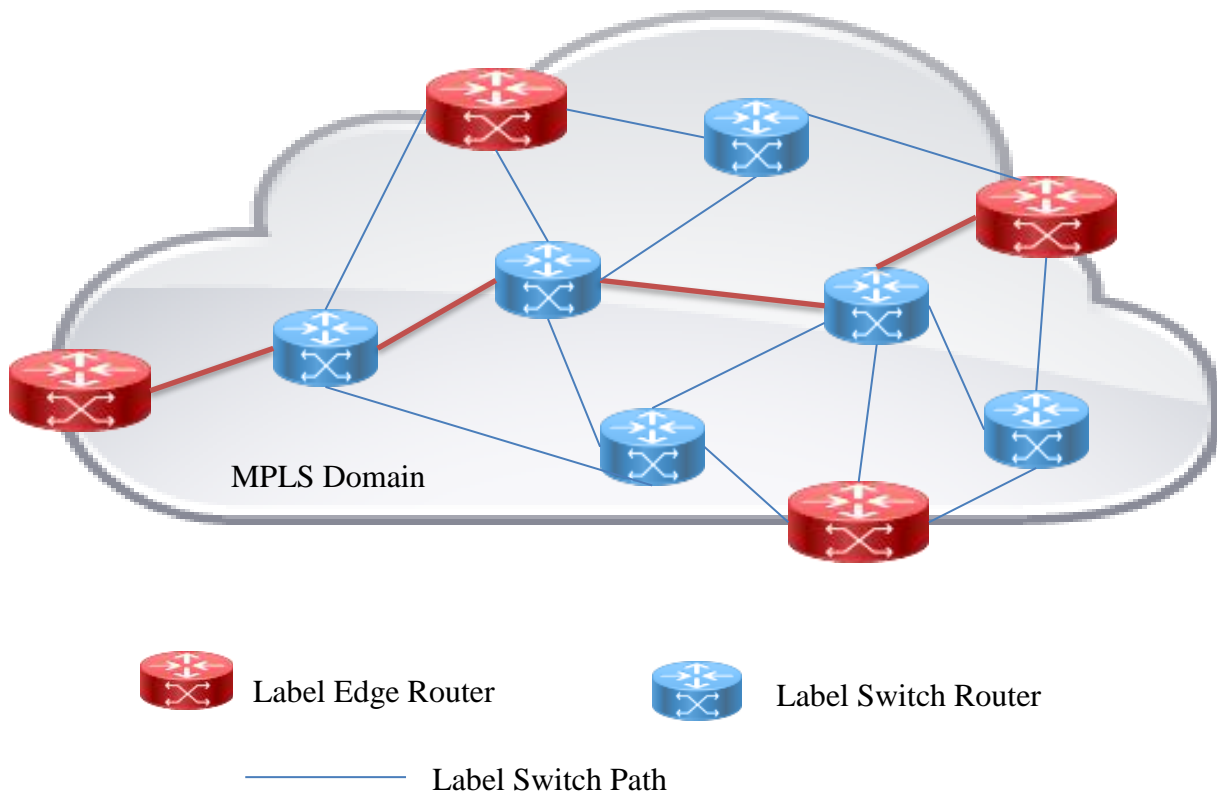 MPLS Domain
Label Edge Router
Label Switch Router
Label Switch Path